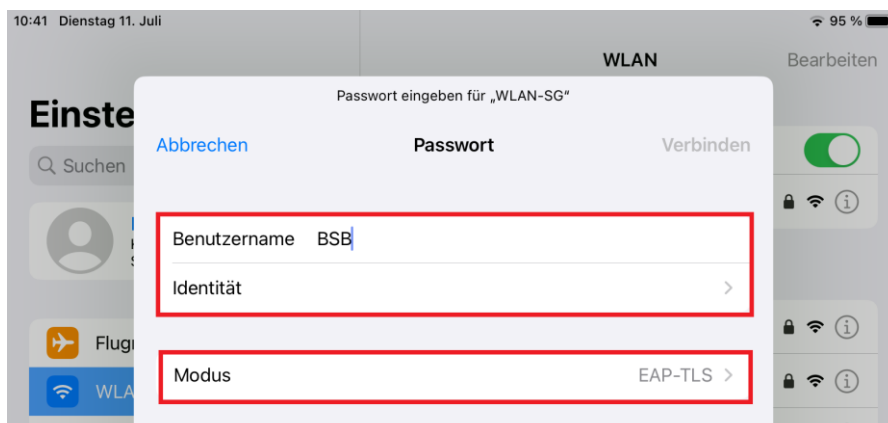 10:41 Dienstag 11. Juli
95 %
WLAN
Bearbeiten
Einste
Suchen
Passwort eingeben für „WLAN-SG“
Abbrechen
Passwort
Verbinden
Benutzername BSB
Identität
Modus
EAP-TLS
Flug
WLA